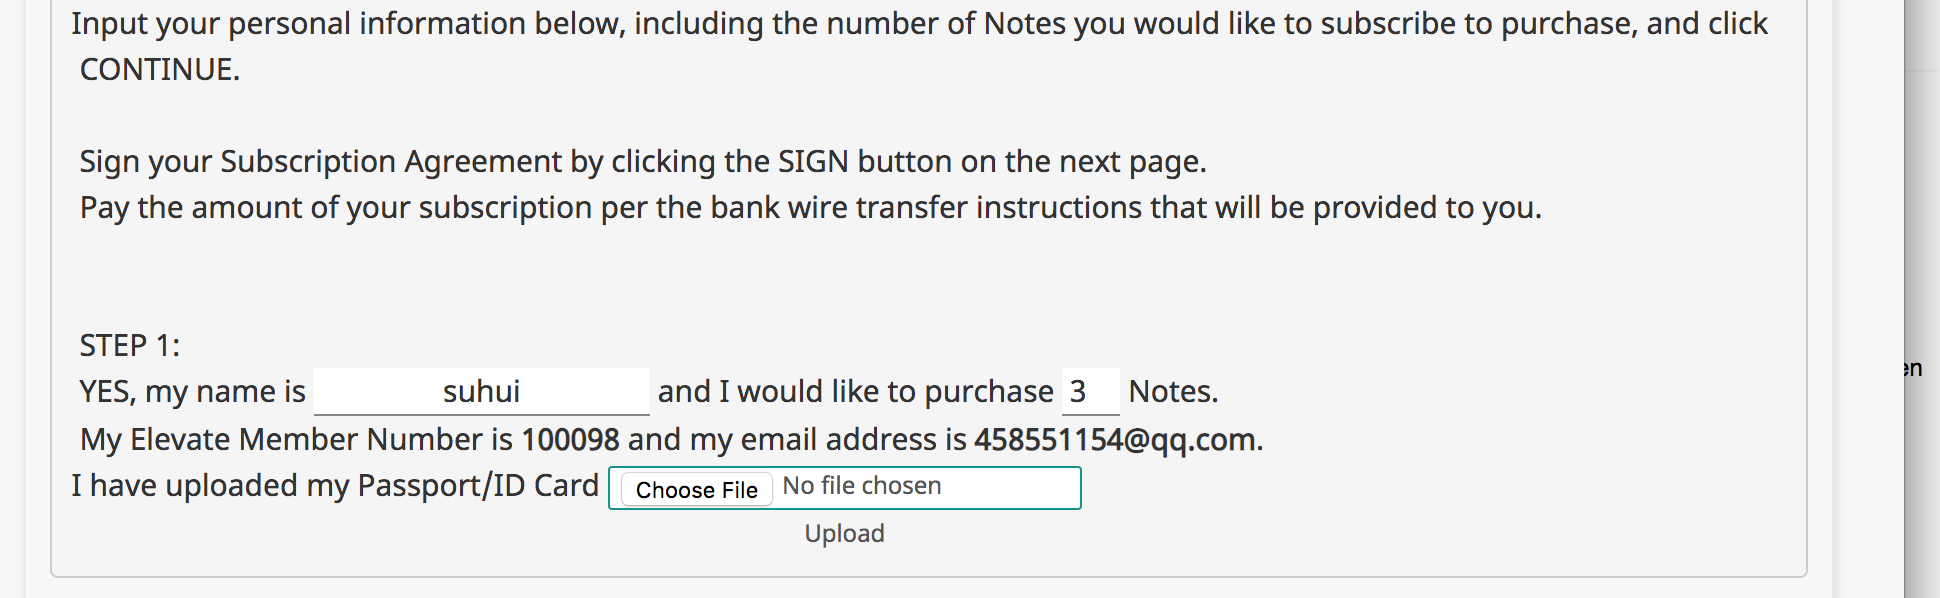 Input your personal information below, including the number of Notes you would like to subscribe to purchase, and click
CONTINUE.
Sign your Subscription Agreement by clicking the SIGN button on the next page.
Pay the amount of your subscription per the bank wire transfer instructions that will be provided to you.
STEP 1:
YES, my name is suhui and I would like to purchase 3 Notes.
My Elevate Member Number is 100098 and my email address is 458551154@qq.com.
I have uploaded my Passport/ID Card Choose File No file chosen
Upload